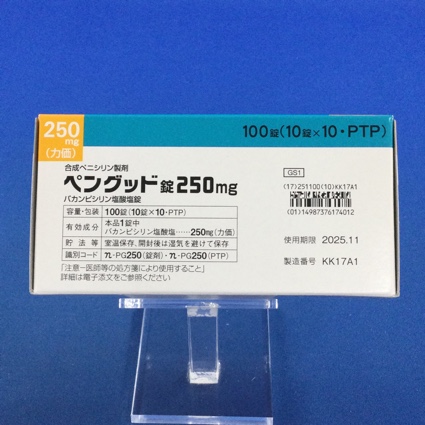 250
mg
(力価)
100錠(10錠×10・PTP)
合成ペニシリン製剤
ペングッド錠250mg
バカンピシリン塩酸塩錠
容量・包装 100錠(10錠×10・PTP)
有効成分 本品1錠中
バカンピシリン塩酸塩……250mg(力価)
貯法等 室温保存、開封後は湿気を避けて保存
識別コード π-PG250(錠剤)・π-PG250(PTP)
「注意-医師等の処方箋により使用すること」
詳細は電子添文をご参照ください
GS1
(17)251100(10)KK17A1
(01)14987376174012
使用期限 2025.11
製造番号 KK17A1